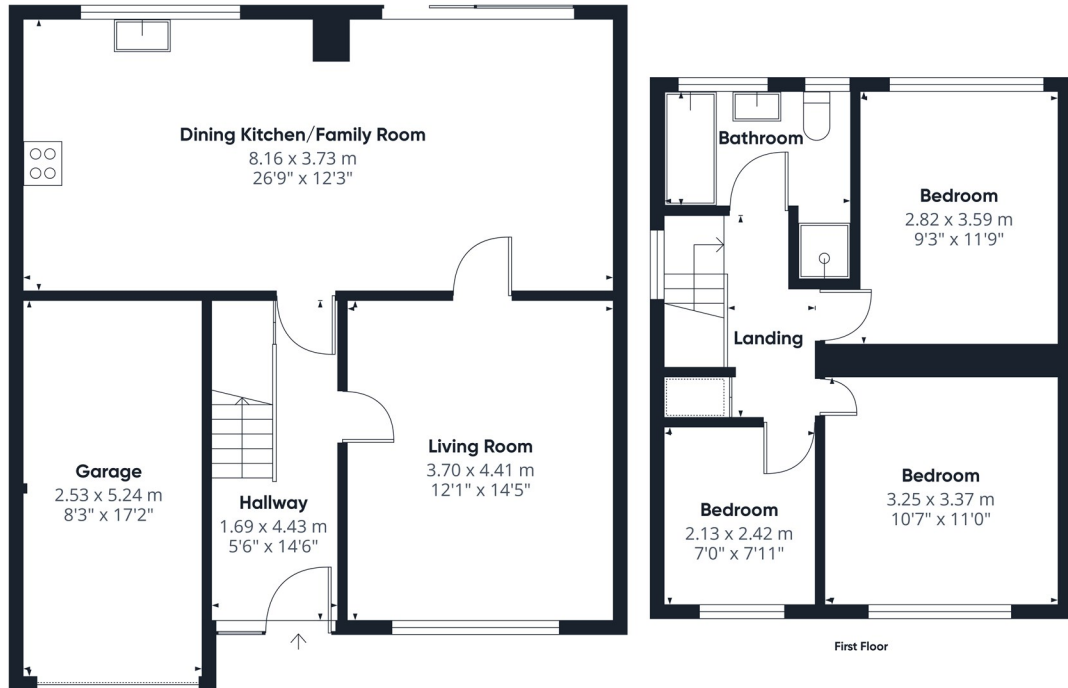 Dining Kitchen/Family Room
8.16 x 3.73 m
26'9" x 12'3"
Garage
2.53 x 5.24 m
8'3" x 17'2"
Hallway
1.69 x 4.43 m
5'6" x 14'6"
Living Room
3.70 x 4.41 m
12'1" x 14'5"
Bathroom
Bedroom
2.82 x 3.59 m
9'3" x 11'9"
Landing
Bedroom
2.13 x 2.42 m
7'0" x 7'11"
Bedroom
3.25 x 3.37 m
10'7" x 11'0"
First Floor